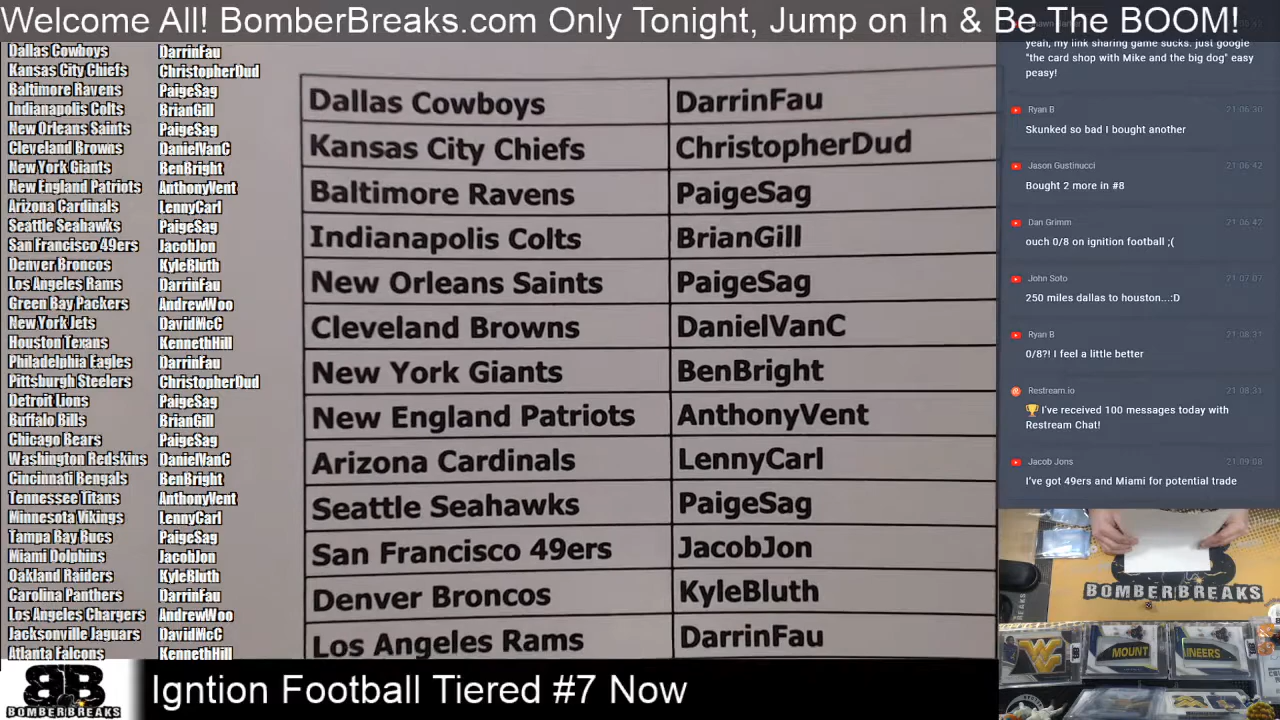 Welcome All! BomberBreaks.com Only Tonight, Jump on In & Be The BOOM!
Dallas Cowboys DarrinFau
Kansas City Chiefs ChristopherDud
Baltimore Ravens PaigeSag
Indianapolis Colts BrianGill
New Orleans Saints PaigeSag
Cleveland Browns DanielVanC
New York Giants BenBright
New England Patriots AnthonyVent
Arizona Cardinals LennyCarl
Seattle Seahawks PaigeSag
San Francisco 49ers JacobJon
Denver Broncos KyleBluth
Los Angeles Rams DarrinFau
Green Bay Packers AndrewWoo
New York Jets DavidMcC
Houston Texans KennethHill
Philadelphia Eagles DarrinFau
Pittsburgh Steelers ChristopherDud
Detroit Lions PaigeSag
Buffalo Bills BrianGill
Chicago Bears PaigeSag
Washington Redskins DanielVanC
Cincinnati Bengals BenBright
Tennessee Titans AnthonyVent
Minnesota Vikings LennyCarl
Tampa Bay Bucs PaigeSag
Miami Dolphins JacobJon
Oakland Raiders KyleBluth
Carolina Panthers DarrinFau
Los Angeles Chargers AndrewWoo
Jacksonville Jaguars DavidMcC
Atlanta Falcons KennethHill
Dallas Cowboys DarrinFau
Kansas City Chiefs ChristopherDud
Baltimore Ravens PaigeSag
Indianapolis Colts BrianGill
New Orleans Saints PaigeSag
Cleveland Browns DanielVanC
New York Giants BenBright
New England Patriots AnthonyVent
Arizona Cardinals LennyCarl
Seattle Seahawks PaigeSag
San Francisco 49ers JacobJon
Denver Broncos KyleBluth
Los Angeles Rams DarrinFau
yeah, my link sharing game sucks. just google
"the card shop with Mike and the big dog" easy
peasy!
Ryan B 21:06:30
Skunked so bad I bought another
Jason Gustinucci 21:06:42
Bought 2 more in #8
Dan Grimm 21:06:42
ouch 0/8 on ignition football ;(
John Soto 21:07:07
250 miles dallas to houston...:D
Ryan B 21:08:31
0/8?! I feel a little better
Restream.io 21:08:31
🏆 I've received 100 messages today with
Restream Chat!
Jacob Jons 21:09:08
I've got 49ers and Miami for potential trade
BOMBER BREAKS
MOUNT
INEERS
BB
BOMBERBREAKS
Igntion Football Tiered #7 Now